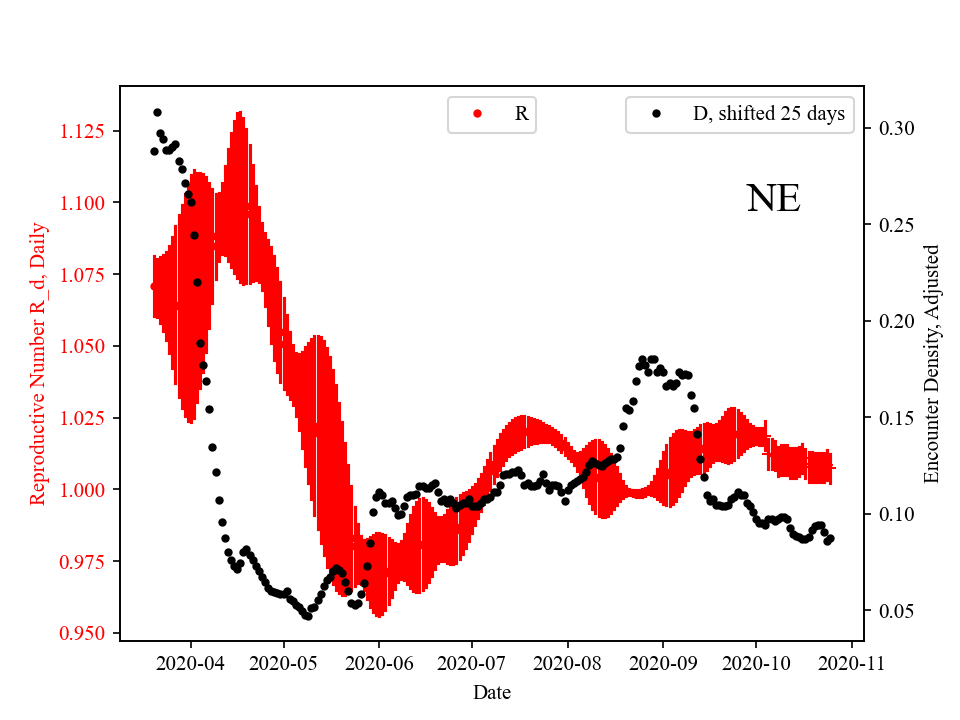 R
D, shifted 25 days
NE
Reproductive Number R_d, Daily
1.125
1.100
1.075
1.050
1.025
1.000
0.975
0.950
0.30
0.25
0.20
0.15
0.10
0.05
Encounter Density, Adjusted
2020-04 2020-05 2020-06 2020-07 2020-08 2020-09 2020-10 2020-11
Date